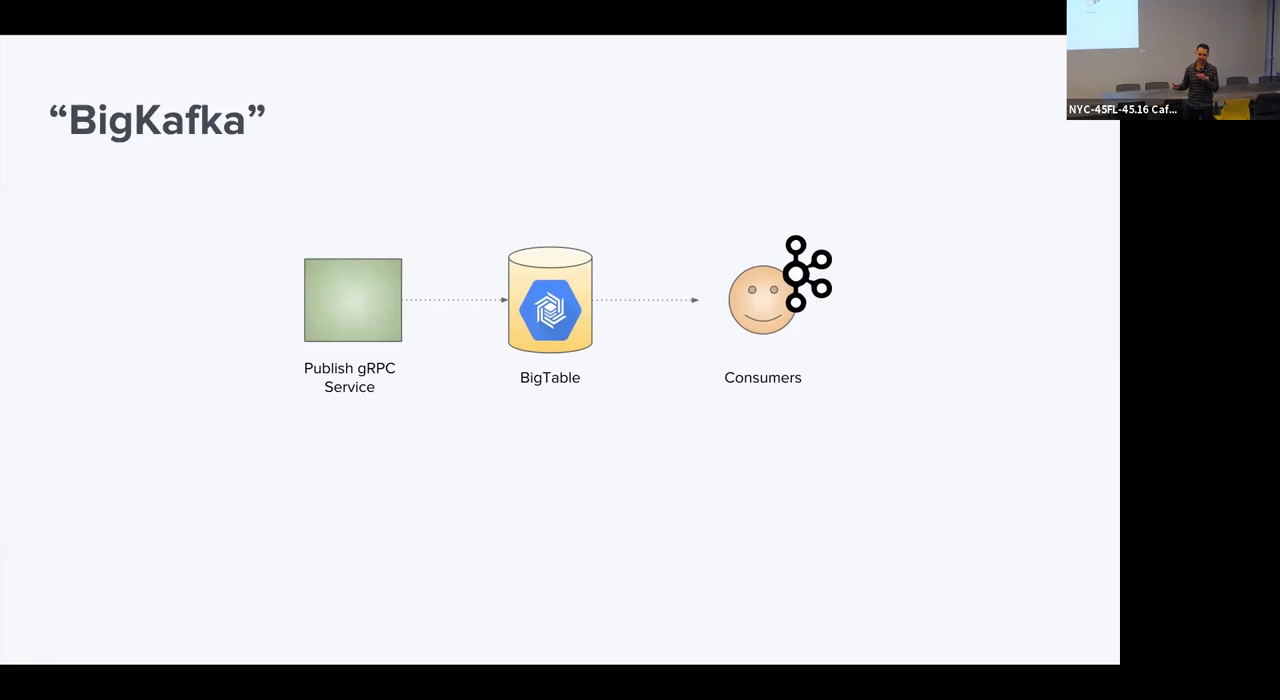 “BigKafka”
NYC-45FL-45.16 Caf...
Publish gRPC
Service
BigTable
Consumers